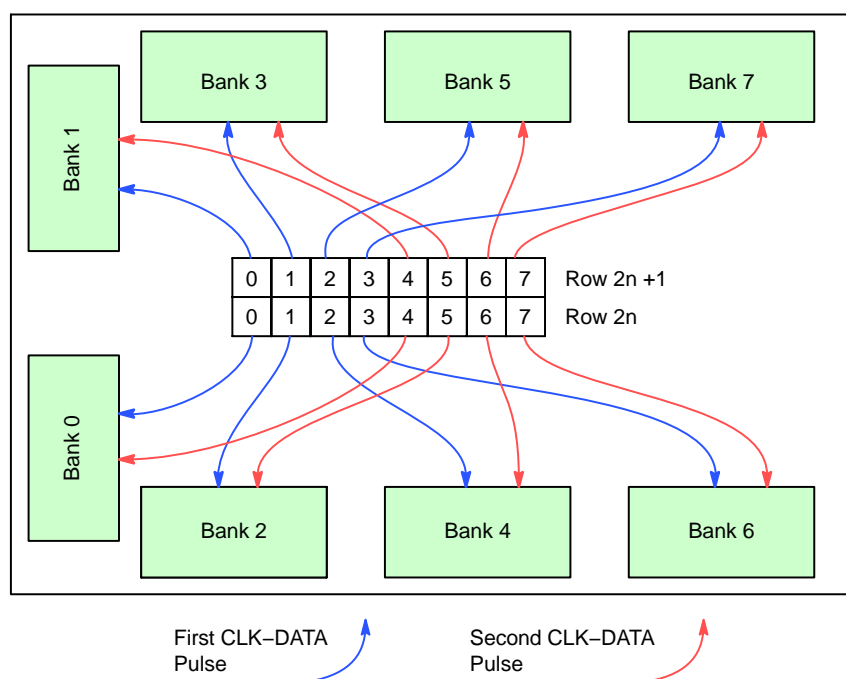 Bank 3
Bank 5
Bank 7
Bank 1
0 1 2 3 4 5 6 7 Row 2n +1
0 1 2 3 4 5 6 7 Row 2n
Bank 0
Bank 2
Bank 4
Bank 6
First CLK−DATA
Pulse
Second CLK−DATA
Pulse